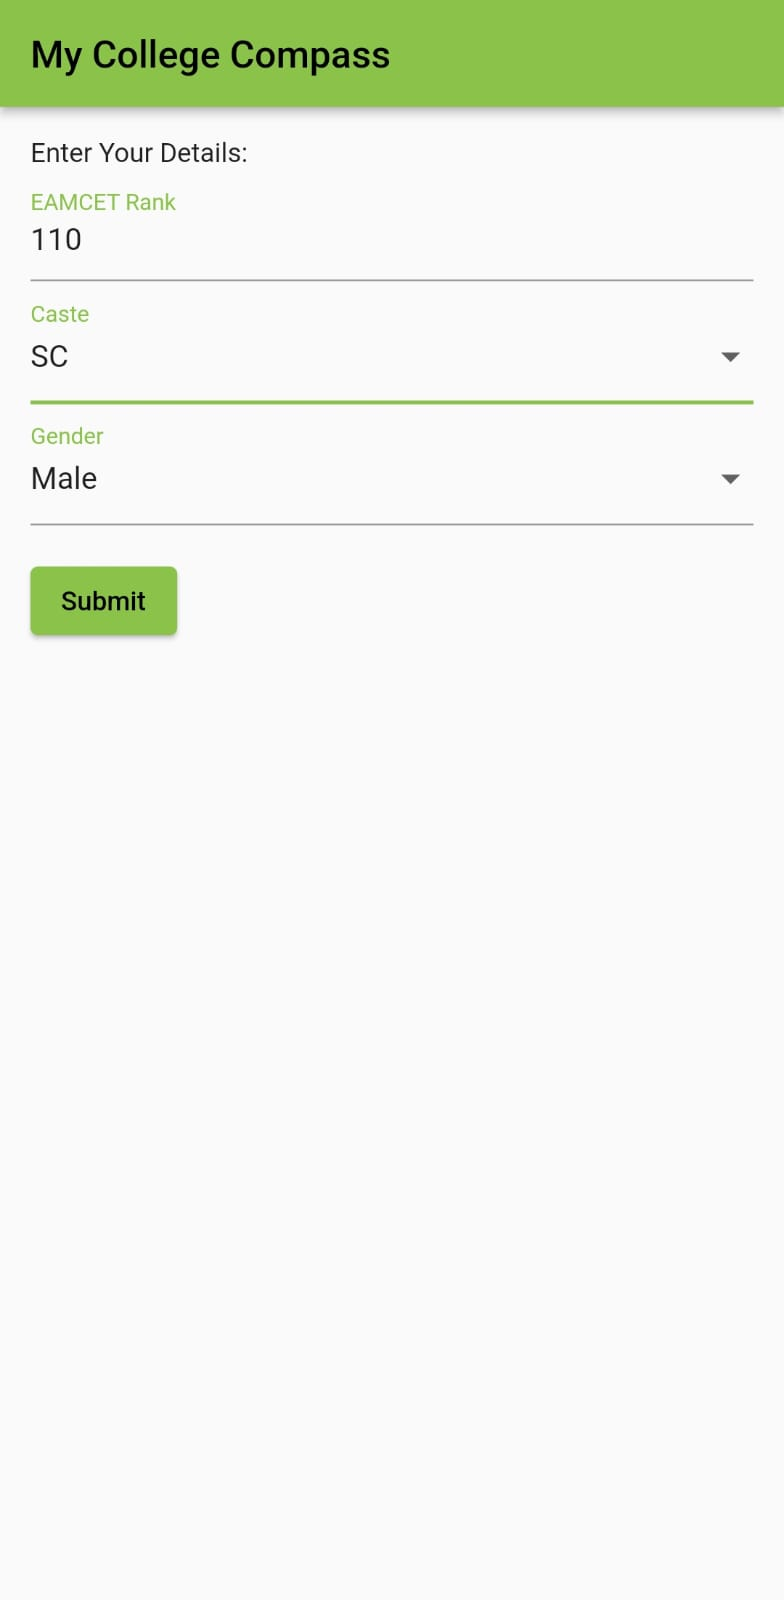 My College Compass
Enter Your Details:
EAMCET Rank
110
Caste
SC
Gender
Male
Submit